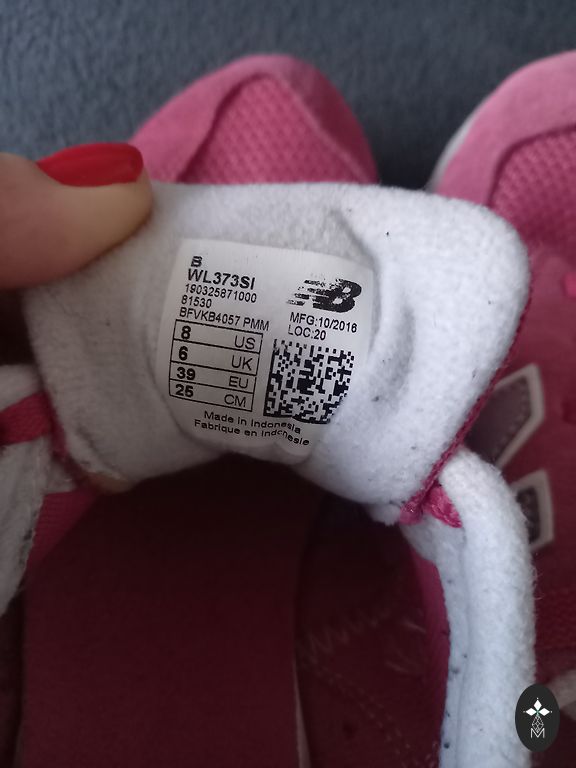 B
WL373SI
190325871000
81530
BFVKB4057 PMM
NB
MFG:10/2016
LOC:20
8 US
6 UK
39 EU
25 CM
Made in Indonesia
Fabrique en Indonesie
M